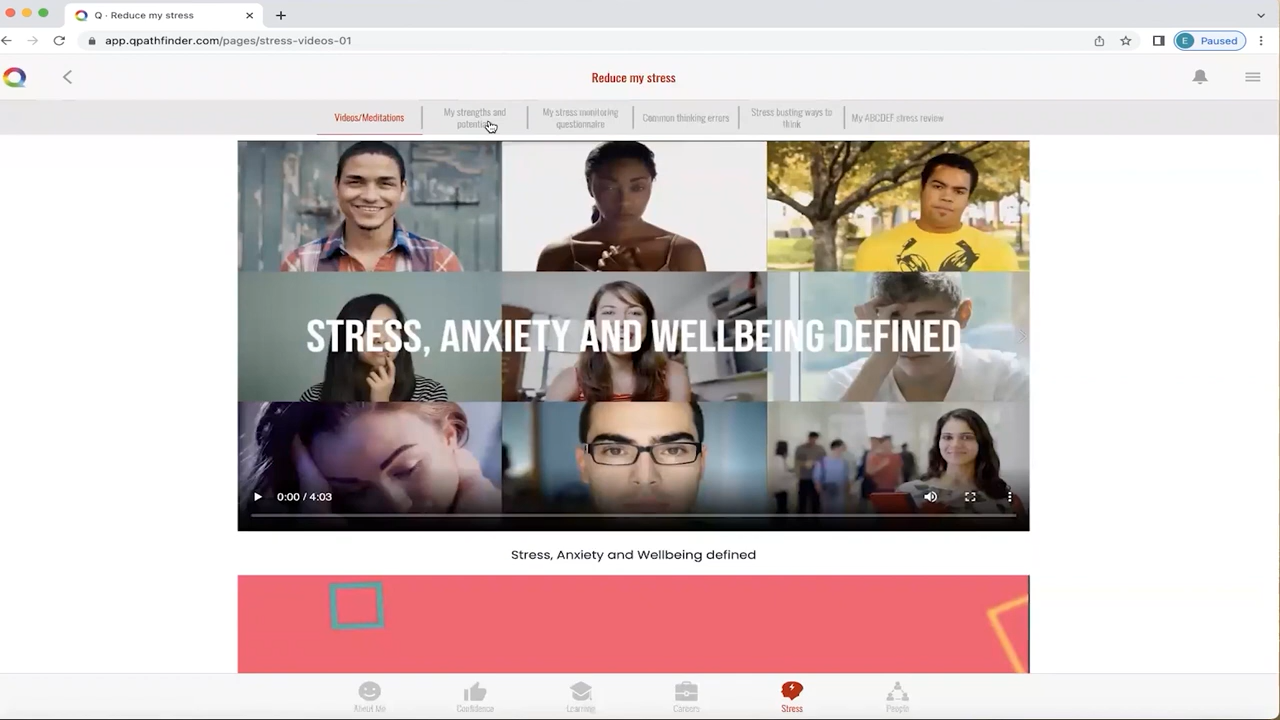 Q - Reduce my stress
app.qpathfinder.com/pages/stress-videos-01
E Paused
Reduce my stress
Videos/Meditations
My strengths and
My stress monitoring
questionnaire
Common thinking errors
Stress busting ways to
think
My ABCDEF stress review
STRESS, ANXIETY AND WELLBEING DEFINED
0:00 / 4:03
Stress, Anxiety and Wellbeing defined
About Me
Confidence
Learning
Careers
Stress
People